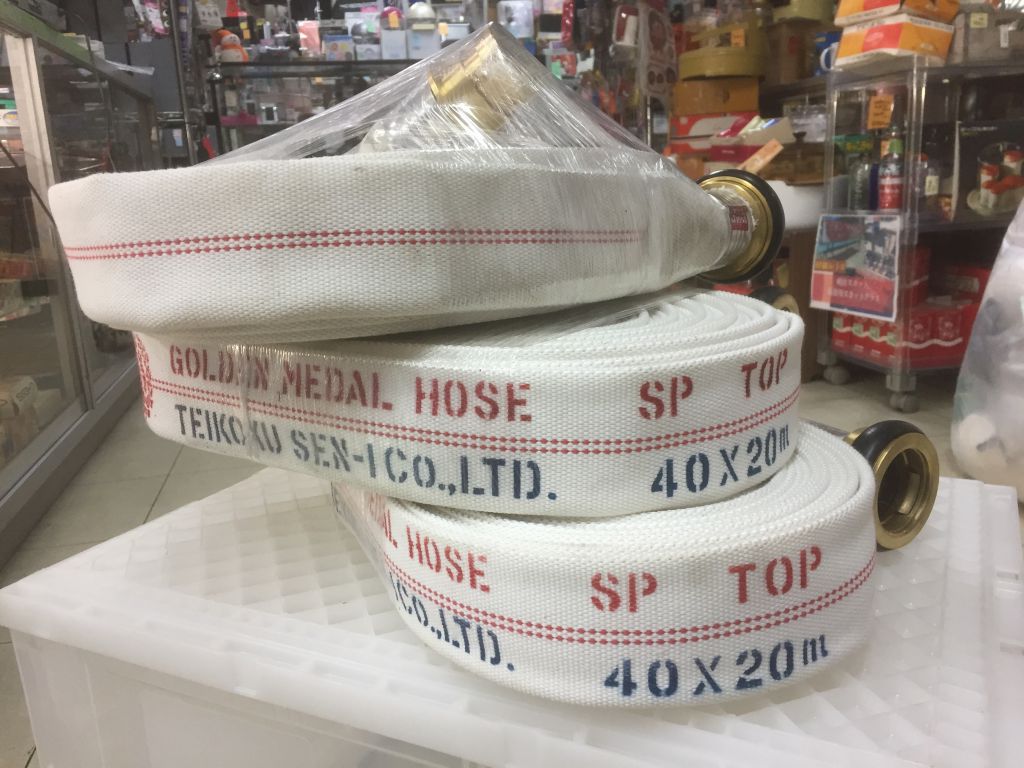 GOLDEN MEDAL HOSE SP TOP
TEIKOKU SEN-I CO.,LTD. 40X20m
HOSE SP TOP
CO.,LTD. 40X20m